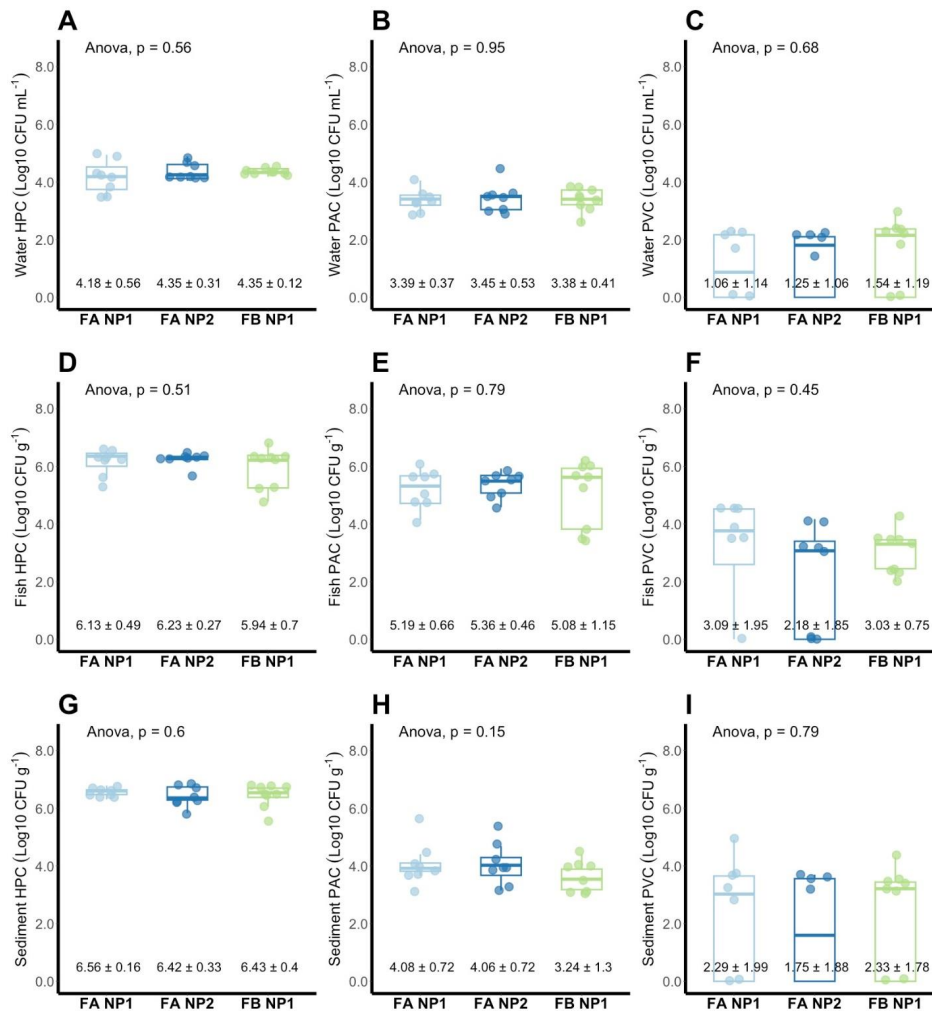 A B C
Anova, p = 0.56 Anova, p = 0.95 Anova, p = 0.68
Water HPC (Log10 CFU mL⁻¹)
8.0
6.0
4.0
2.0
0.0
4.18 ± 0.56 4.35 ± 0.31 4.35 ± 0.12
FA NP1 FA NP2 FB NP1
Water PAC (Log10 CFU mL⁻¹)
8.0
6.0
4.0
2.0
0.0
3.39 ± 0.37 3.45 ± 0.53 3.38 ± 0.41
FA NP1 FA NP2 FB NP1
Water PVC (Log10 CFU mL⁻¹)
8.0
6.0
4.0
2.0
0.0
1.06 ± 1.14 1.25 ± 1.06 1.54 ± 1.19
FA NP1 FA NP2 FB NP1
D E F
Anova, p = 0.51 Anova, p = 0.79 Anova, p = 0.45
Fish HPC (Log10 CFU g⁻¹)
8.0
6.0
4.0
2.0
0.0
6.13 ± 0.49 6.23 ± 0.27 5.94 ± 0.7
FA NP1 FA NP2 FB NP1
Fish PAC (Log10 CFU g⁻¹)
8.0
6.0
4.0
2.0
0.0
5.19 ± 0.66 5.36 ± 0.46 5.08 ± 1.15
FA NP1 FA NP2 FB NP1
Fish PVC (Log10 CFU g⁻¹)
8.0
6.0
4.0
2.0
0.0
3.09 ± 1.95 2.18 ± 1.85 3.03 ± 0.75
FA NP1 FA NP2 FB NP1
G H I
Anova, p = 0.6 Anova, p = 0.15 Anova, p = 0.79
Sediment HPC (Log10 CFU g⁻¹)
8.0
6.0
4.0
2.0
0.0
6.56 ± 0.16 6.42 ± 0.33 6.43 ± 0.4
FA NP1 FA NP2 FB NP1
Sediment PAC (Log10 CFU g⁻¹)
8.0
6.0
4.0
2.0
0.0
4.08 ± 0.72 4.06 ± 0.72 3.24 ± 1.3
FA NP1 FA NP2 FB NP1
Sediment PVC (Log10 CFU g⁻¹)
8.0
6.0
4.0
2.0
0.0
2.29 ± 1.99 1.75 ± 1.88 2.33 ± 1.78
FA NP1 FA NP2 FB NP1